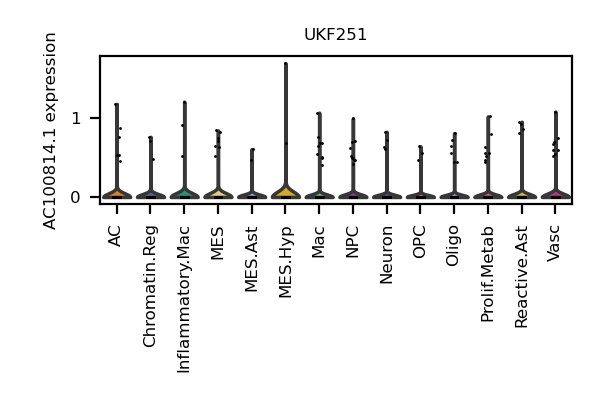 UKF251
AC100814.1 expression
1
0
AC
Chromatin.Reg
Inflammatory.Mac
MES
MES.Ast
MES.Hyp
Mac
NPC
Neuron
OPC
Oligo
Prolif.Metab
Reactive.Ast
Vasc